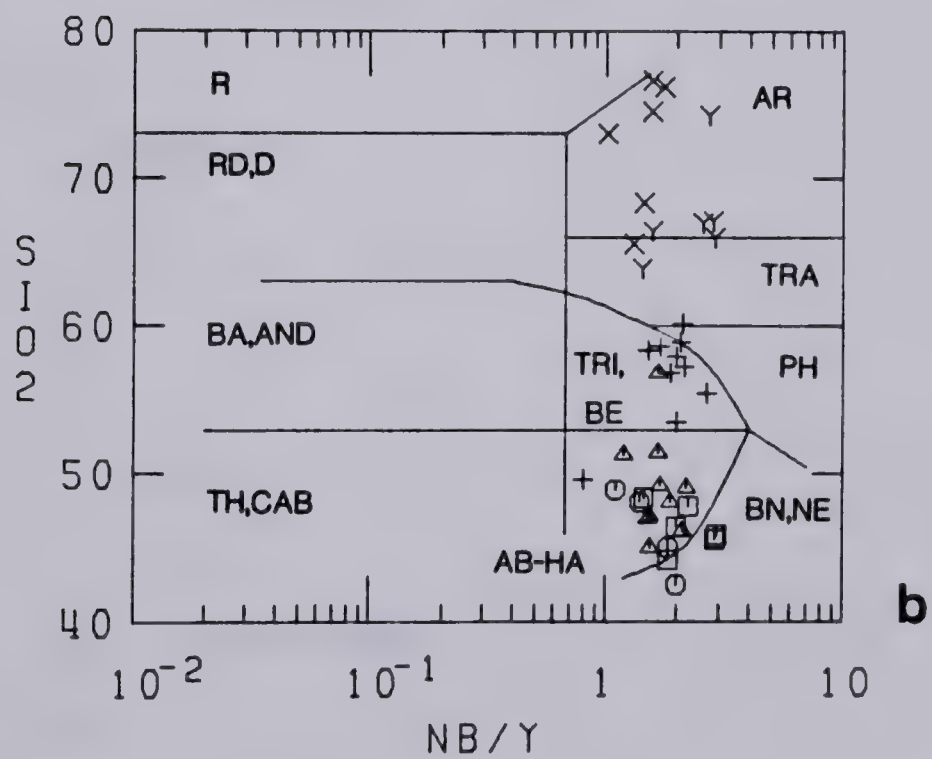 80
R
AR
70
RD,D
SIO2
TRA
60
BA,AND
TRI,
PH
BE
50
TH,CAB
BN,NE
AB-HA
40
b
10-2
10-1
1
10
NB/Y